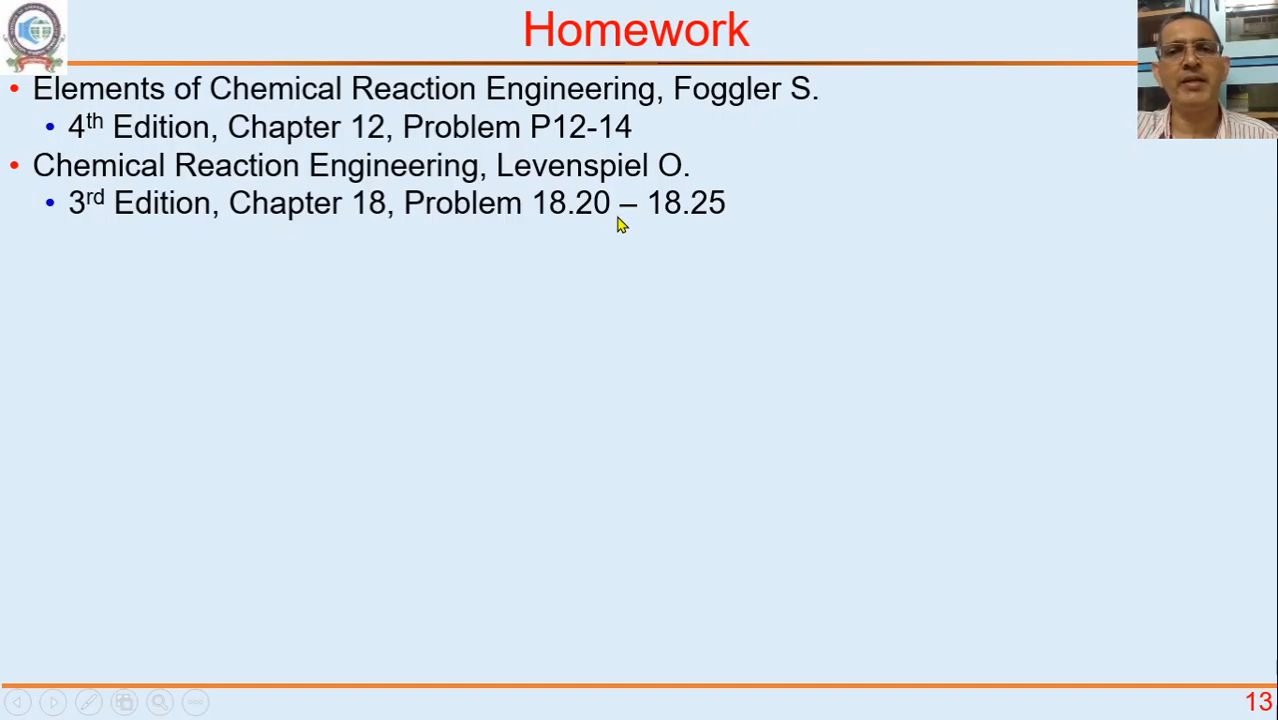 Homework
• Elements of Chemical Reaction Engineering, Foggler S.
• 4th Edition, Chapter 12, Problem P12-14
• Chemical Reaction Engineering, Levenspiel O.
• 3rd Edition, Chapter 18, Problem 18.20 – 18.25
13